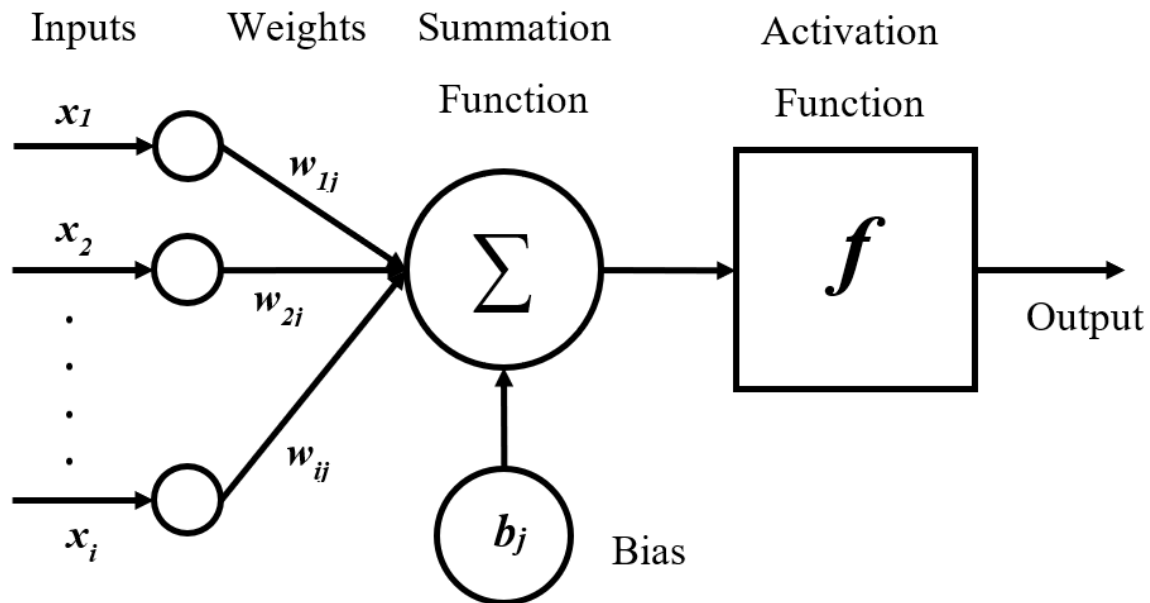 Inputs
Weights
Summation
Function
Activation
Function
x1
x2
.
.
.
.
xi
w1j
w2j
wij
∑
f
Output
bj
Bias